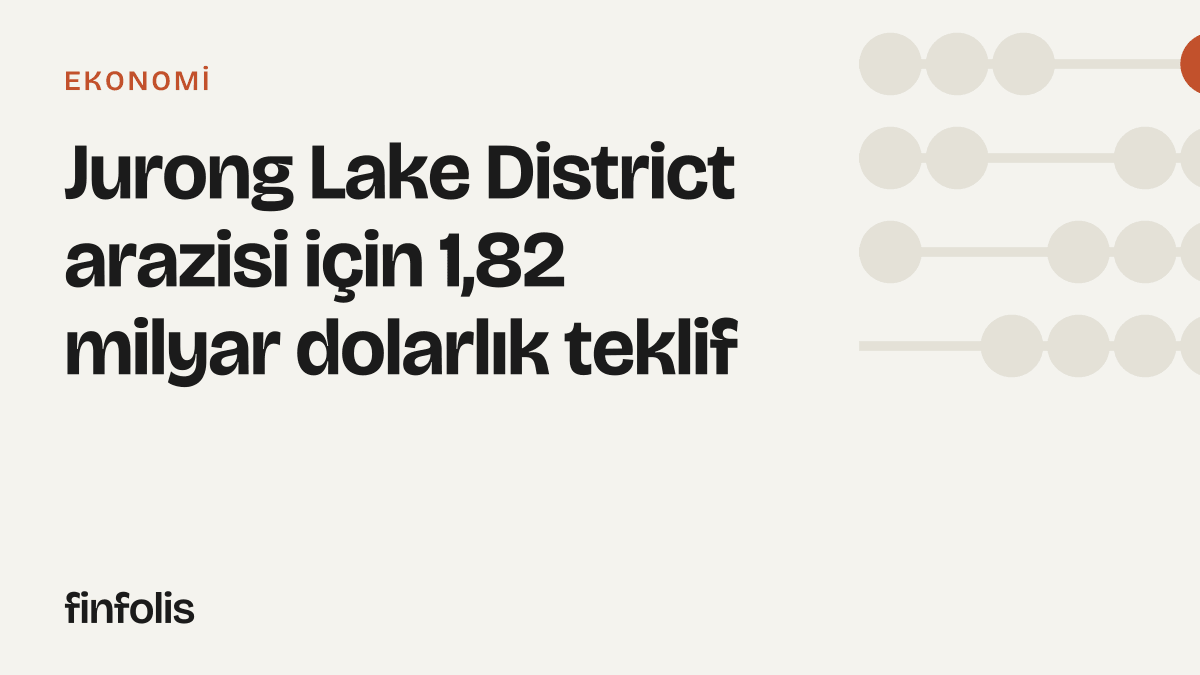 EKONOMİ
Jurong Lake District
arazisi için 1,82
milyar dolarlık teklif
finfolis